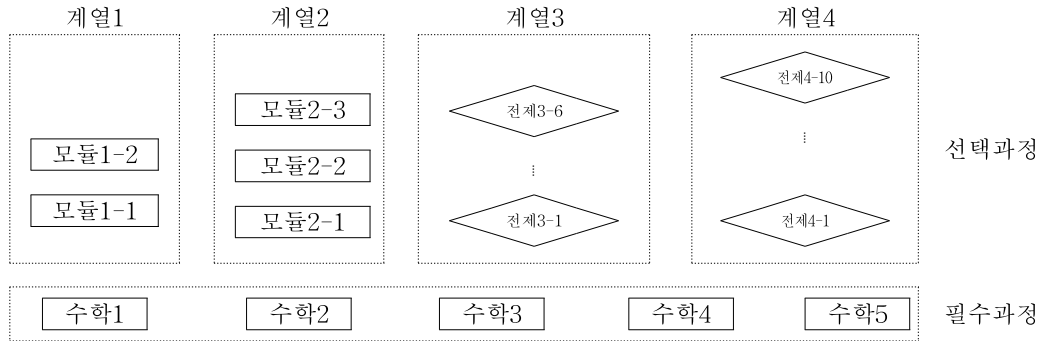 계열1 계열2 계열3 계열4
전제4-10
모듈2-3 전제3-6
모듈1-2 선택과정
모듈2-2
모듈1-1 모듈2-1 전제3-1 전제4-1
수학1 수학2 수학3 수학4 수학5 필수과정